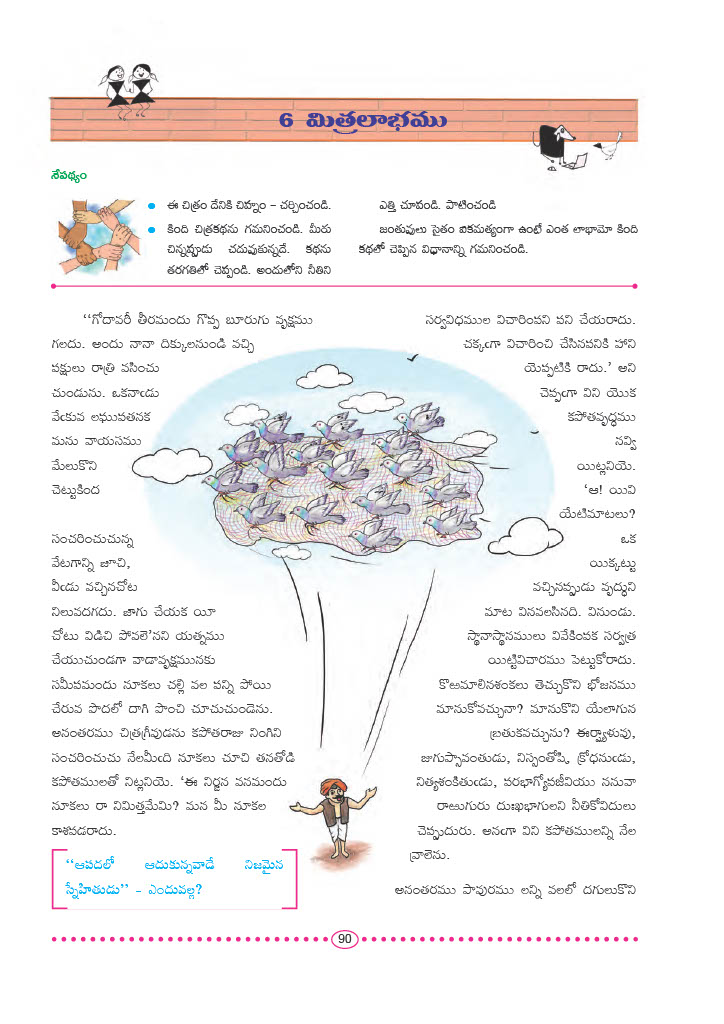 6 మిత్రలాభము
నేపథ్యం
ఈ చిత్రం దేనికి చిహ్నం – చర్చించండి.
కింది చిత్రకథను గమనించండి. మీరు
చిన్నప్పుడు చదువుకున్నదే. కథను
తరగతిలో చెప్పండి. అందులోని నీతిని
ఎత్తి చూపండి. పాటించండి
జంతువులు సైతం ఐకమత్యంగా ఉంటే ఎంత లాభామో కింది
కథలో చెప్పిన విధానాన్ని గమనించండి.
‘‘గోదావరీ తీరమందు గొప్ప బూరుగు వృక్షము
గలదు. అందు నానా దిక్కులనుండి వచ్చి
పక్షులు రాత్రి వసించు
చుండును. ఒకనాఁడు
వేఁకువ లఘుపతనక
మను వాయసము
మేలుకొని
చెట్టుకింద
సంచరించుచున్న
వేటగాన్ని జూచి,
వీఁడు వచ్చినచోట
నిలువదగదు. జాగు చేయక యీ
చోటు విడిచి పోవలె’నని యత్నము
చేయుచుండగా వాడావృక్షమునకు
సమీపమందు నూకలు చల్లి వల పన్ని పోయి
చేరువ పొదలో దాగి పొంచి చూచుచుండెను.
అనంతరము చిత్రగ్రీవుడను కపోతరాజు నింగిని
సంచరించుచు నేలమీఁది నూకలు చూచి తనతోడి
కపోతములతో నిట్లనియె. ‘ఈ నిర్జన వనమందు
నూకలు రా నిమిత్తమేమి? మన మీ నూకల
కాశపడరాదు.
‘‘ఆపదలో ఆదుకున్నవాడే నిజమైన
స్నేహితుడు’’ – ఎందువల్ల?
సర్వవిధముల విచారింపని పని చేయరాదు.
చక్కఁగా విచారించి చేసినపనికి హాని
యెప్పటికి రాదు.’ అని
చెప్పఁగా విని యొక
కపోతవృద్ధము
నవ్వి
యిట్లనియె.
‘ఆ! యివి
యేటిమాటలు?
ఒక
యిక్కట్టు
వచ్చినప్పుడు వృద్ధుని
మాట వినవలసినది. వినుండు.
స్థానాస్థానములు వివేకింపక సర్వత్ర
యిట్టివిచారము పెట్టుకోరాదు.
కొఱమాలినశంకలు తెచ్చుకొని భోజనము
మానుకోవచ్చునా? మానుకొని యేలాగున
బ్రతుకవచ్చును? ఈర్ష్యాళువు,
జుగుప్సావంతుడు, నిస్సంతోషి, క్రోధనుఁడు,
నిత్యశంకితుఁడు, పరభాగ్యోపజీవియు ననువా
రాఱుగురు దుఃఖభాగులని నీతికోవిదులు
చెప్పుదురు. అనఁగా విని కపోతములన్ని నేల
వ్రాలెను.
అనంతరము పావురము లన్ని వలలో దగులుకొని
90